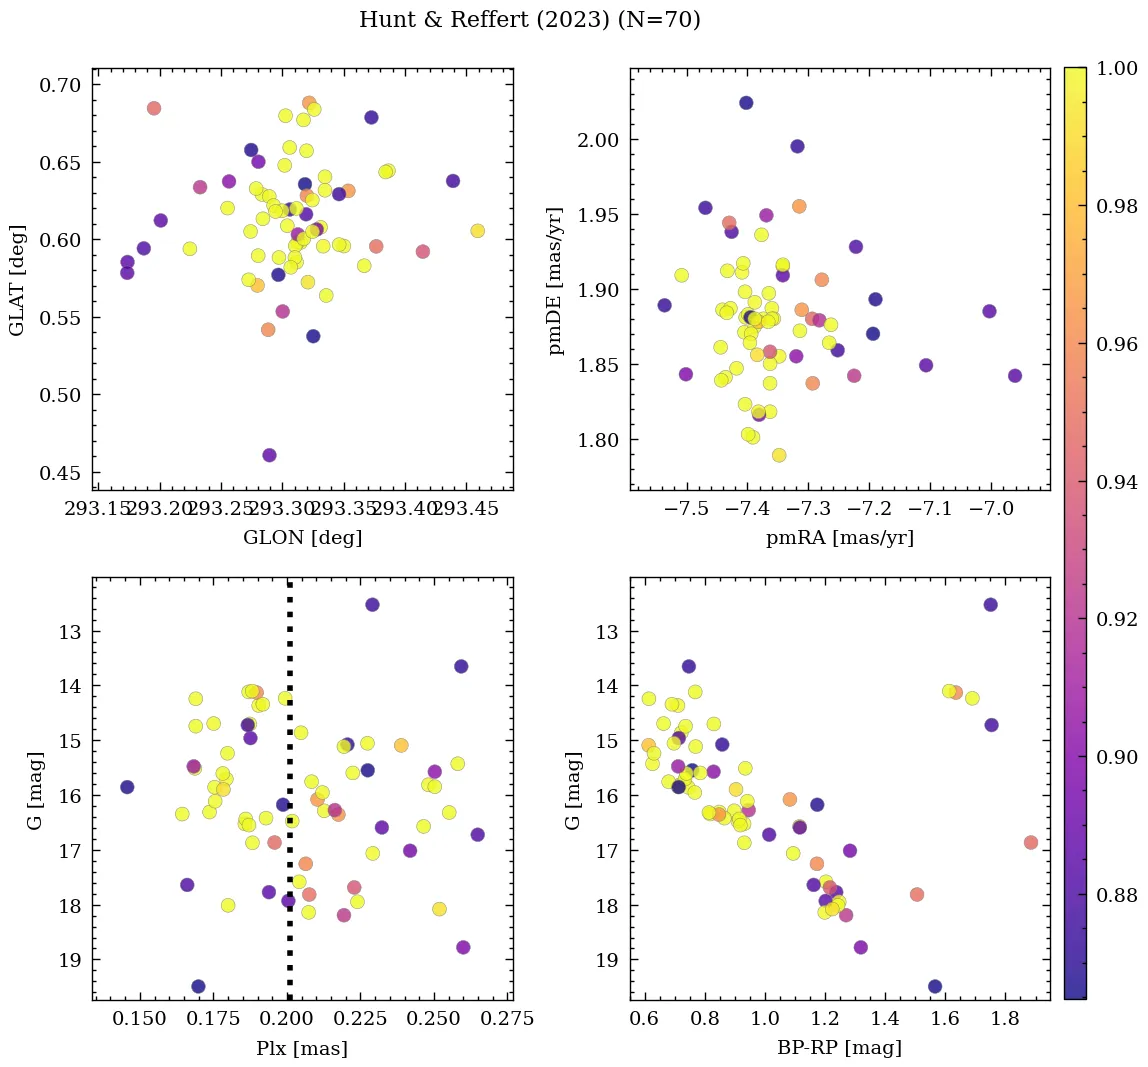 Hunt & Reffert (2023) (N=70)
0.70
0.65
0.60
0.55
0.50
0.45
GLAT [deg]
293.15 293.20 293.25 293.30 293.35 293.40 293.45
GLON [deg]
2.00
1.95
1.90
1.85
1.80
pmDE [mas/yr]
−7.5 −7.4 −7.3 −7.2 −7.1 −7.0
pmRA [mas/yr]
1.00
0.98
0.96
0.94
0.92
0.90
0.88
13
14
15
16
17
18
19
G [mag]
0.150 0.175 0.200 0.225 0.250 0.275
Plx [mas]
13
14
15
16
17
18
19
G [mag]
0.6 0.8 1.0 1.2 1.4 1.6 1.8
BP-RP [mag]